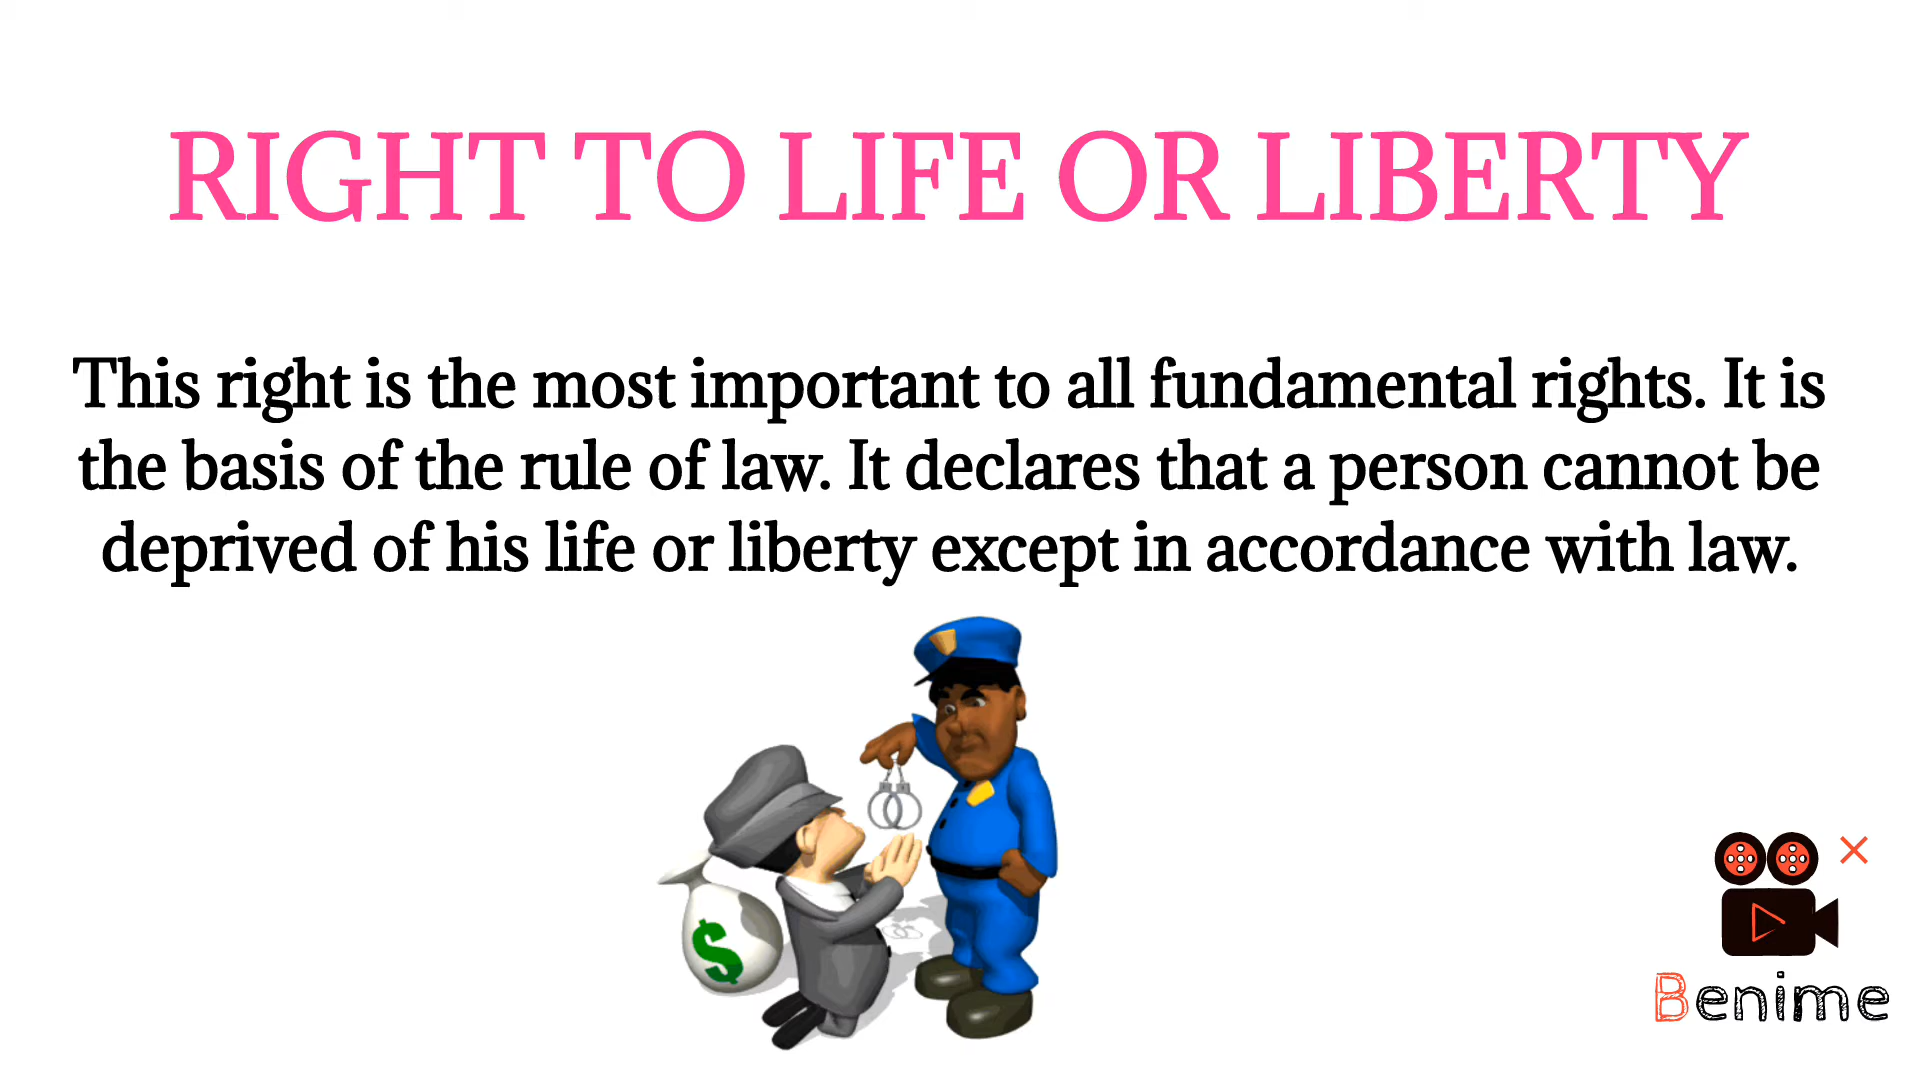 RIGHT TO LIFE OR LIBERTY
This right is the most important to all fundamental rights. It is
the basis of the rule of law. It declares that a person cannot be
deprived of his life or liberty except in accordance with law.
$
Benime